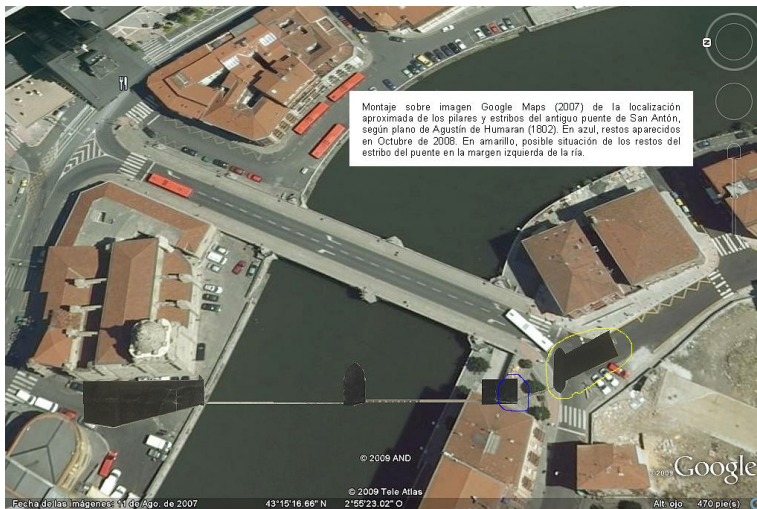 N
Montaje sobre imagen Google Maps (2007) de la localización
aproximada de los pilares y estribos del antiguo puente de San Antón,
según plano de Agustín de Humaran (1802). En azul, restos aparecidos
en Octubre de 2008. En amarillo, posible situación de los restos del
estribo del puente en la margen izquierda de la ría.
© 2009 AND
© 2009
Google
© 2009 Tele Atlas
Fecha de las imágenes: 11 de Ago. de 2007 43°15'16.66" N 2°55'23.02" O Alt. ojo 470 pie(s)